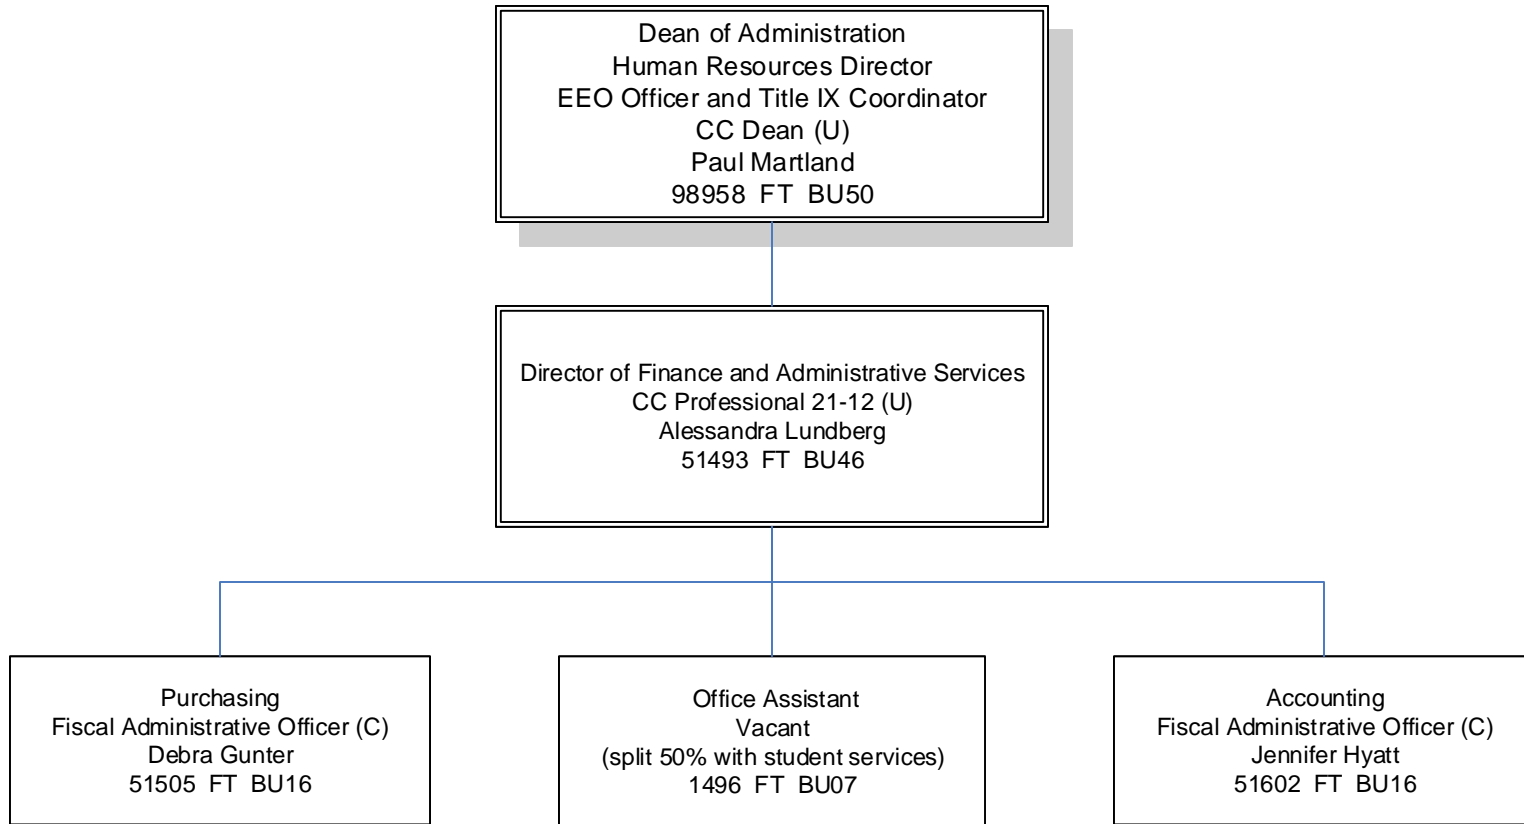 Dean of Administration
Human Resources Director
EEO Officer and Title IX Coordinator
CC Dean (U)
Paul Martland
98958 FT BU50
Director of Finance and Administrative Services
CC Professional 21-12 (U)
Alessandra Lundberg
51493 FT BU46
Purchasing
Fiscal Administrative Officer (C)
Debra Gunter
51505 FT BU16
Office Assistant
Vacant
(split 50% with student services)
1496 FT BU07
Accounting
Fiscal Administrative Officer (C)
Jennifer Hyatt
51602 FT BU16